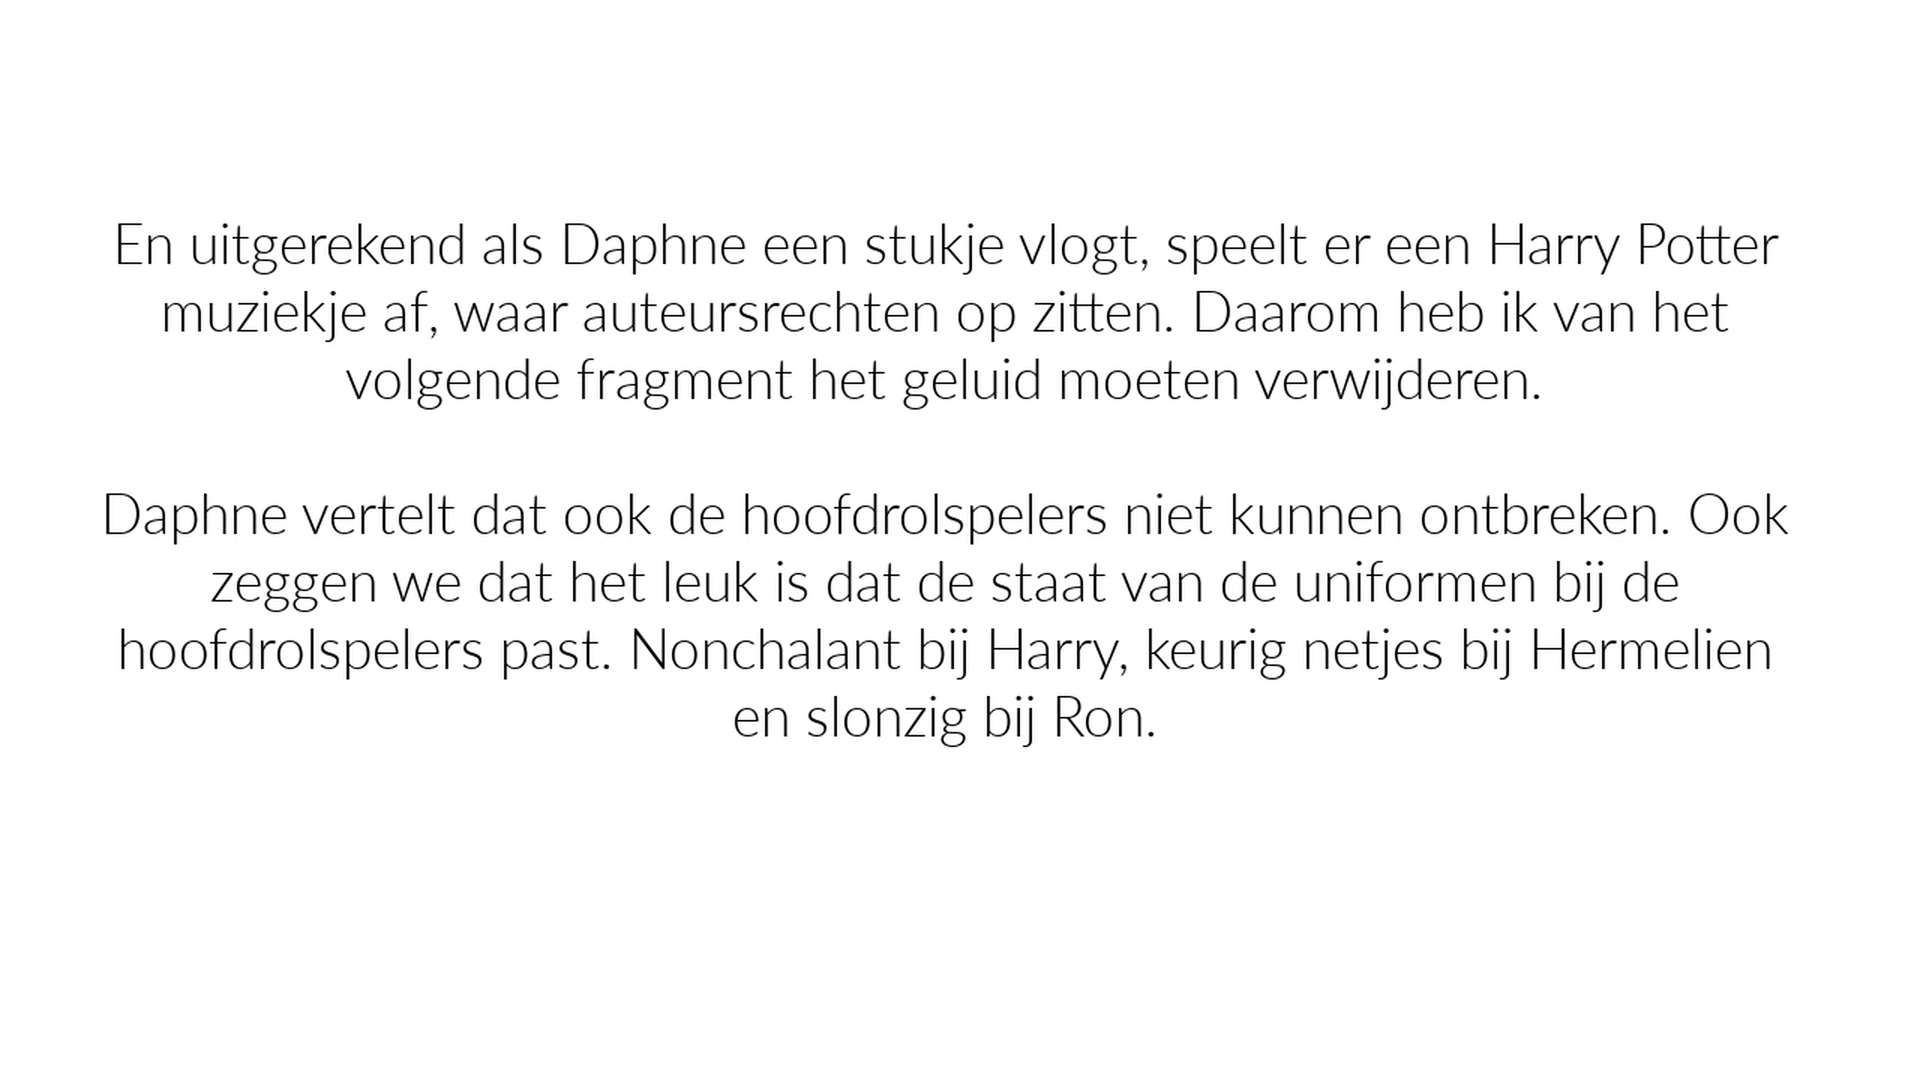 En uitgerekend als Daphne een stukje vlogt, speelt er een Harry Potter
muziekje af, waar auteursrechten op zitten. Daarom heb ik van het
volgende fragment het geluid moeten verwijderen.
Daphne vertelt dat ook de hoofdrolspelers niet kunnen ontbreken. Ook
zeggen we dat het leuk is dat de staat van de uniformen bij de
hoofdrolspelers past. Nonchalant bij Harry, keurig netjes bij Hermelien
en slonzig bij Ron.